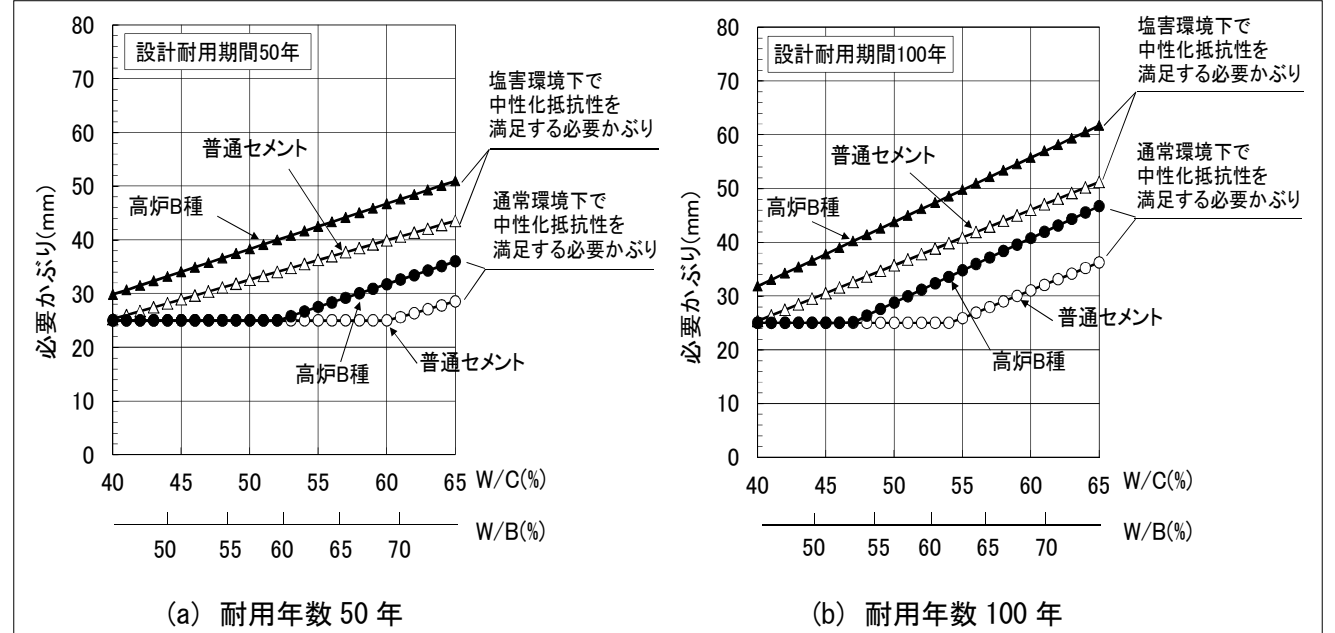 80
70
60
50
40
30
20
10
0
必要かぶり(mm)
設計耐用期間50年
塩害環境下で
中性化抵抗性を
満足する必要かぶり
普通セメント
高炉B種
通常環境下で
中性化抵抗性を
満足する必要かぶり
高炉B種
普通セメント
40 45 50 55 60 65 W/C(%)
50 55 60 65 70 W/B(%)
(a) 耐用年数 50 年
80
70
60
50
40
30
20
10
0
必要かぶり(mm)
設計耐用期間100年
塩害環境下で
中性化抵抗性を
満足する必要かぶり
普通セメント
高炉B種
通常環境下で
中性化抵抗性を
満足する必要かぶり
普通セメント
高炉B種
40 45 50 55 60 65 W/C(%)
50 55 60 65 70 W/B(%)
(b) 耐用年数 100 年